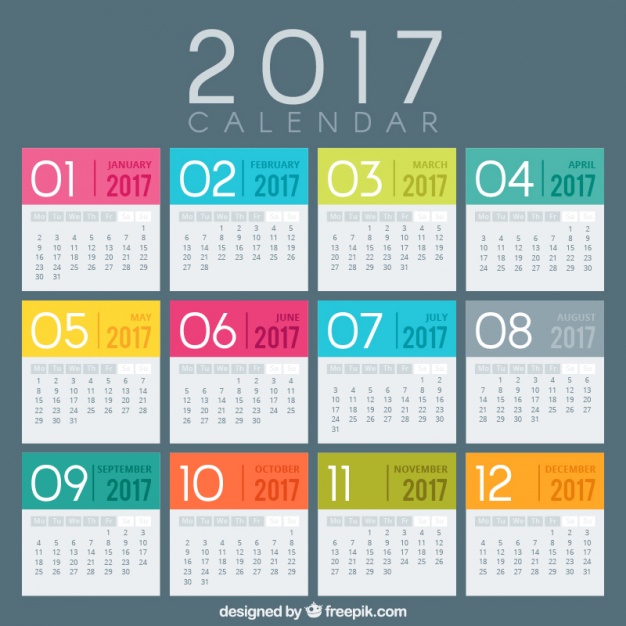 2017
CALENDAR
01 JANUARY 2017
Mo Tu We Th Fr Sa Su
1
2 3 4 5 6 7 8
9 10 11 12 13 14 15
16 17 18 19 20 21 22
23 24 25 26 27 28 29
30 31
02 FEBRUARY 2017
Mo Tu We Th Fr Sa Su
1 2 3 4 5
6 7 8 9 10 11 12
13 14 15 16 17 18 19
20 21 22 23 24 25 26
27 28
03 MARCH 2017
Mo Tu We Th Fr Sa Su
1 2 3 4 5
6 7 8 9 10 11 12
13 14 15 16 17 18 19
20 21 22 23 24 25 26
27 28 29 30 31
04 APRIL 2017
Mo Tu We Th Fr Sa Su
1 2
3 4 5 6 7 8 9
10 11 12 13 14 15 16
17 18 19 20 21 22 23
24 25 26 27 28 29 30
05 MAY 2017
Mo Tu We Th Fr Sa Su
1 2 3 4 5 6 7
8 9 10 11 12 13 14
15 16 17 18 19 20 21
22 23 24 25 26 27 28
29 30 31
06 JUNE 2017
Mo Tu We Th Fr Sa Su
1 2 3 4
5 6 7 8 9 10 11
12 13 14 15 16 17 18
19 20 21 22 23 24 25
26 27 28 29 30
07 JULY 2017
Mo Tu We Th Fr Sa Su
1 2
3 4 5 6 7 8 9
10 11 12 13 14 15 16
17 18 19 20 21 22 23
24 25 26 27 28 29 30
31
08 AUGUST 2017
Mo Tu We Th Fr Sa Su
1 2 3 4 5 6
7 8 9 10 11 12 13
14 15 16 17 18 19 20
21 22 23 24 25 26 27
28 29 30 31
09 SEPTEMBER 2017
Mo Tu We Th Fr Sa Su
1 2 3
4 5 6 7 8 9 10
11 12 13 14 15 16 17
18 19 20 21 22 23 24
25 26 27 28 29 30
10 OCTOBER 2017
Mo Tu We Th Fr Sa Su
1
2 3 4 5 6 7 8
9 10 11 12 13 14 15
16 17 18 19 20 21 22
23 24 25 26 27 28 29
30 31
11 NOVEMBER 2017
Mo Tu We Th Fr Sa Su
1 2 3 4 5
6 7 8 9 10 11 12
13 14 15 16 17 18 19
20 21 22 23 24 25 26
27 28 29 30
12 DECEMBER 2017
Mo Tu We Th Fr Sa Su
1 2 3
4 5 6 7 8 9 10
11 12 13 14 15 16 17
18 19 20 21 22 23 24
25 26 27 28 29 30 31
designed by freepik.com